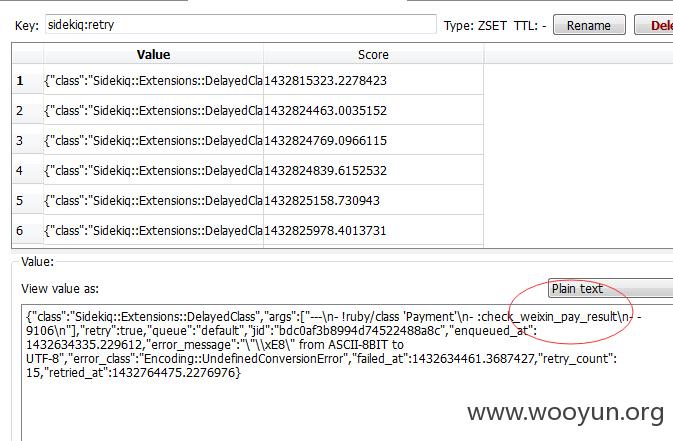 Key: sidekiq:retry Type: ZSET TTL: - Rename Dele
Value Score
1 {"class":"Sidekiq::Extensions::DelayedCla 1432815323.2278423
2 {"class":"Sidekiq::Extensions::DelayedCla 1432824463.0035152
3 {"class":"Sidekiq::Extensions::DelayedCla 1432824769.0966115
4 {"class":"Sidekiq::Extensions::DelayedCla 1432824839.6152532
5 {"class":"Sidekiq::Extensions::DelayedCla 1432825158.730943
6 {"class":"Sidekiq::Extensions::DelayedCla 1432825978.4013731
Value:
View value as: Plain text
{"class":"Sidekiq::Extensions::DelayedClass","args":["---\n- !ruby/class 'Payment'\n- :check_weixin_pay_result\n- -
9106\n"],"retry":true,"queue":"default","jid":"bdc0af3b8994d74522488a8c","enqueued_at":
1432634335.229612,"error_message":"\"\\xE8\" from ASCII-8BIT to
UTF-8","error_class":"Encoding::UndefinedConversionError","failed_at":1432634461.3687427,"retry_count":
15,"retried_at":1432764475.2276976}
www.wooyun.org